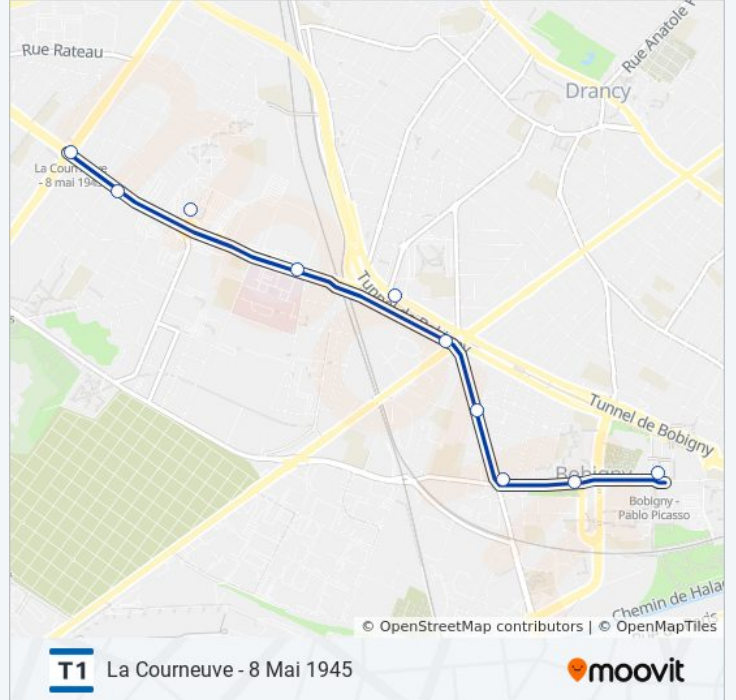 Rue Rateau
Rue Anatole F
Drancy
La Courneuve
- 8 mai 1945
Tunnel de Bobigny
Tunnel de Bobigny
Bobigny
Bobigny -
Pablo Picasso
Chemin de Halag
© OpenStreetMap contributors | © OpenMapTiles
T1
La Courneuve - 8 Mai 1945
moovit